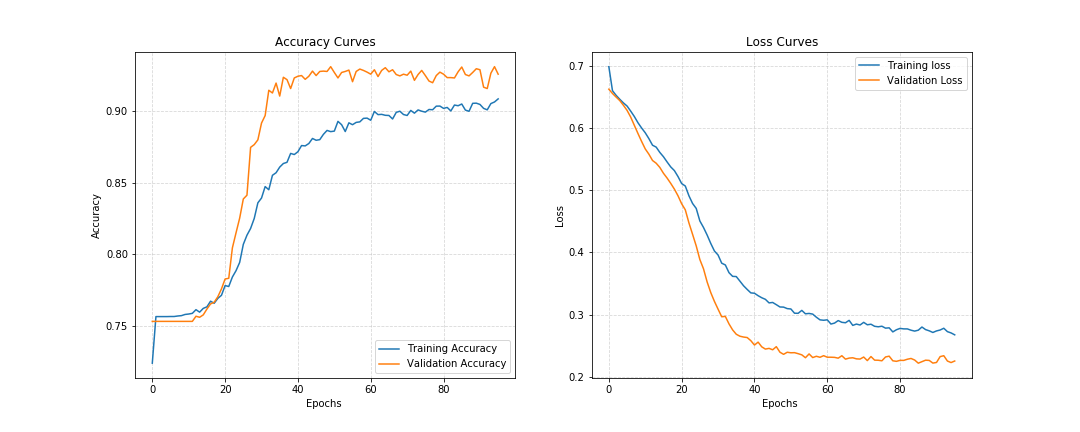 Accuracy Curves
Accuracy
0.90
0.85
0.80
0.75
0
20
40
60
80
Epochs
Training Accuracy
Validation Accuracy
Loss Curves
Loss
0.7
0.6
0.5
0.4
0.3
0.2
0
20
40
60
80
Epochs
Training loss
Validation Loss